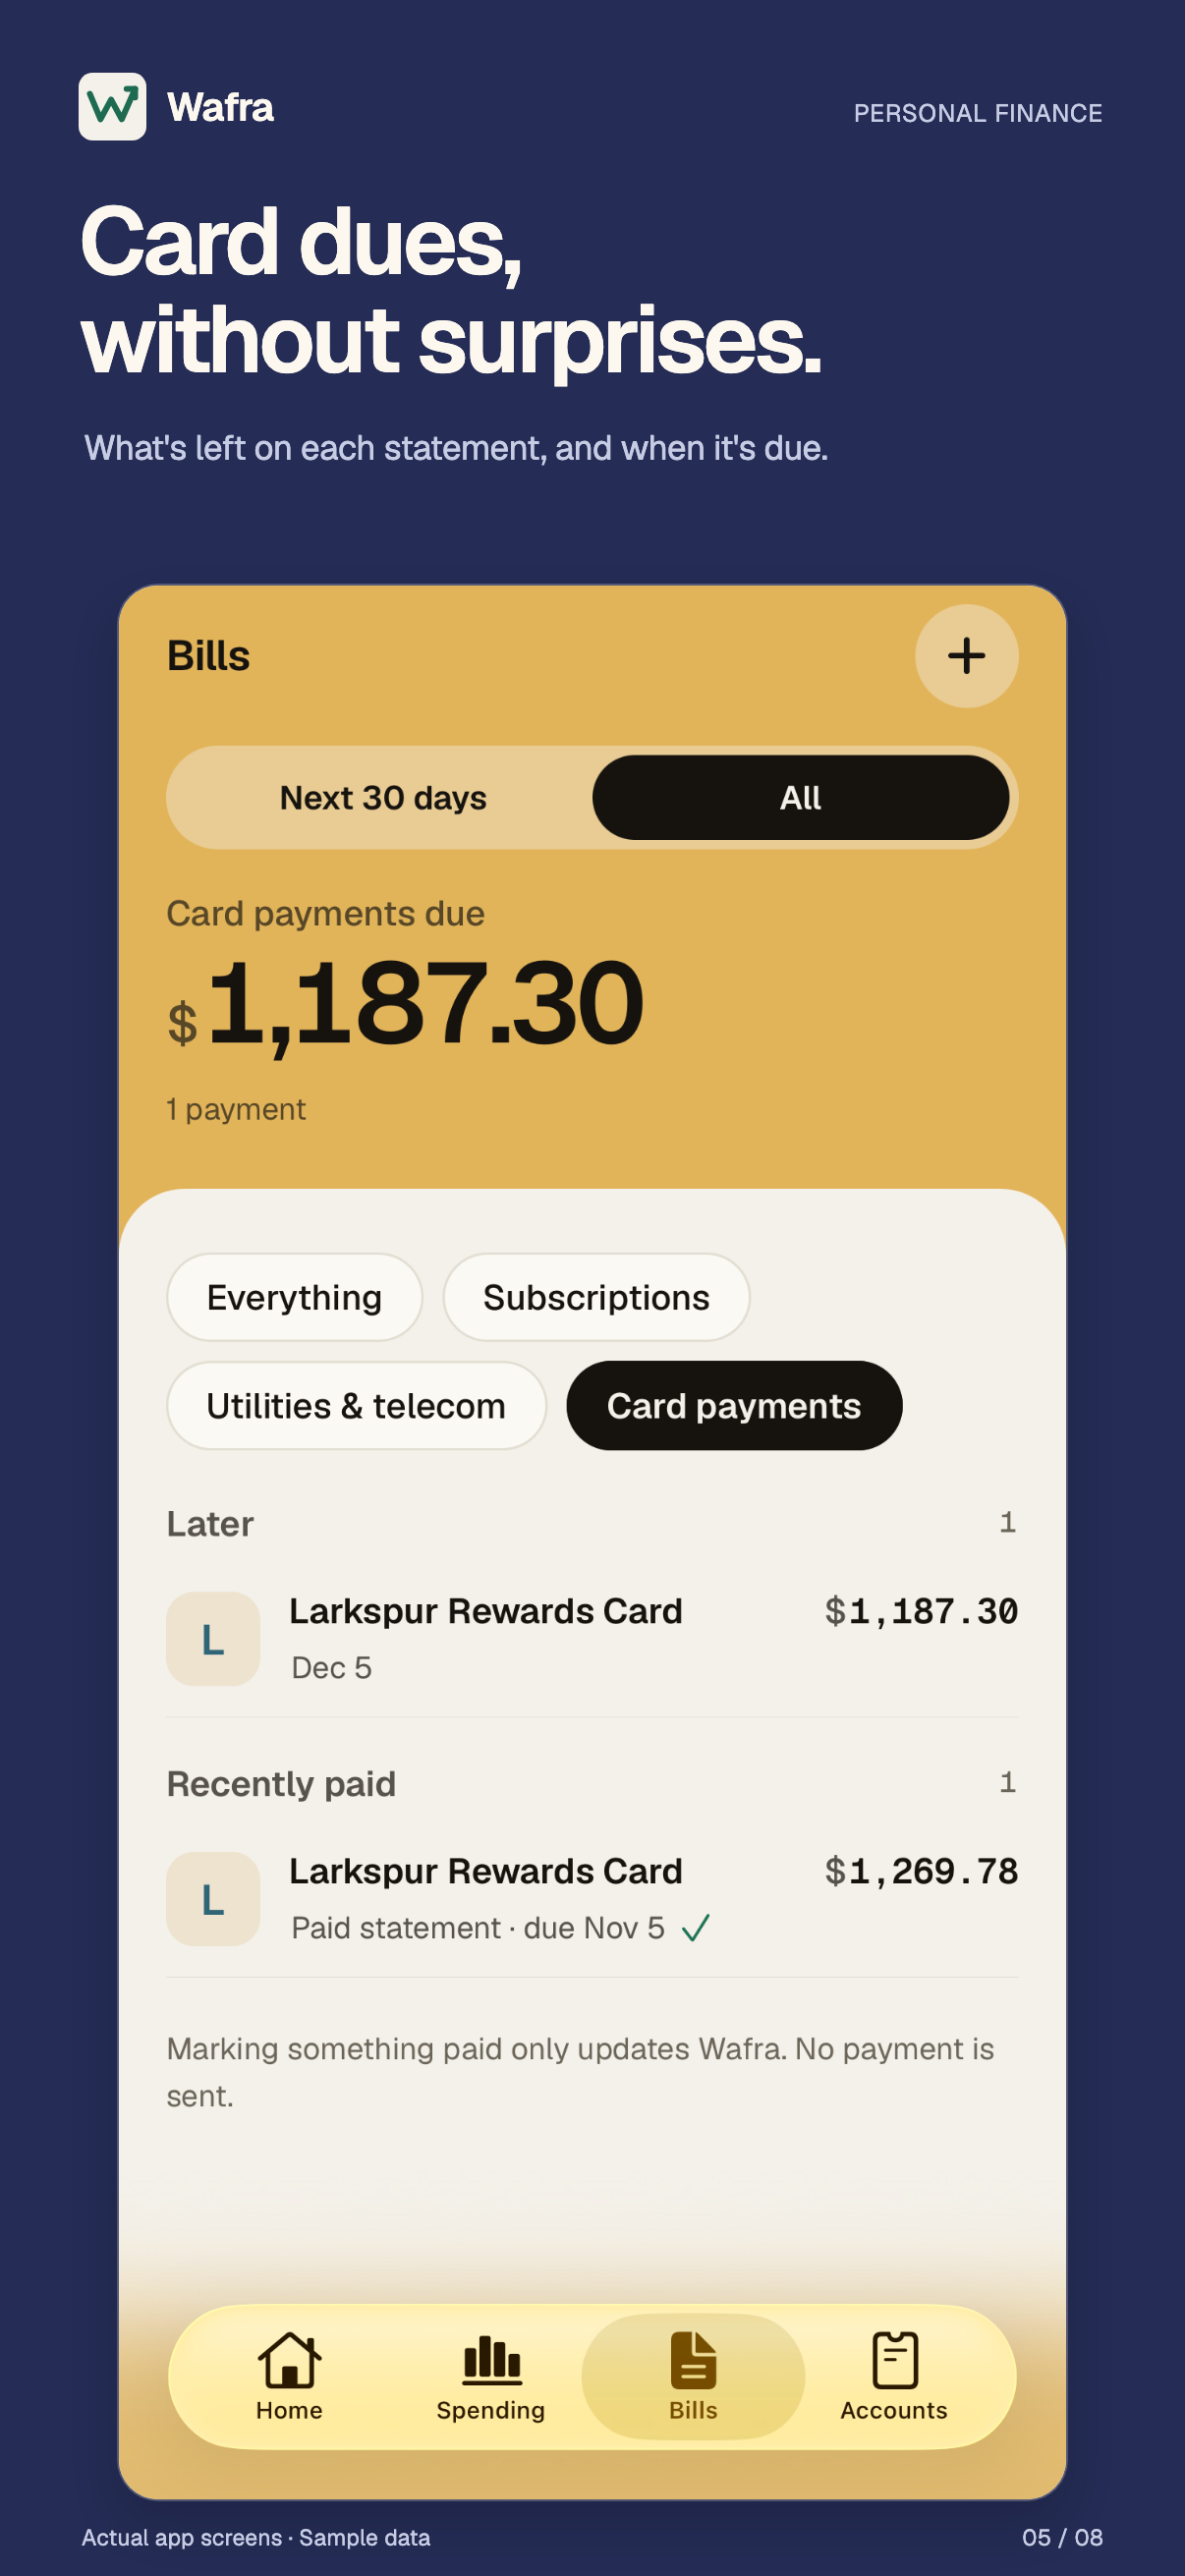 Wafra
PERSONAL FINANCE
Card dues,
without surprises.
What's left on each statement, and when it's due.
Bills
Next 30 days
All
Card payments due
$1,187.30
1 payment
Everything
Subscriptions
Utilities & telecom
Card payments
Later
1
L
Larkspur Rewards Card
$1,187.30
Dec 5
Recently paid
1
L
Larkspur Rewards Card
$1,269.78
Paid statement · due Nov 5 ✓
Marking something paid only updates Wafra. No payment is
sent.
Home
Spending
Bills
Accounts
Actual app screens · Sample data
05 / 08